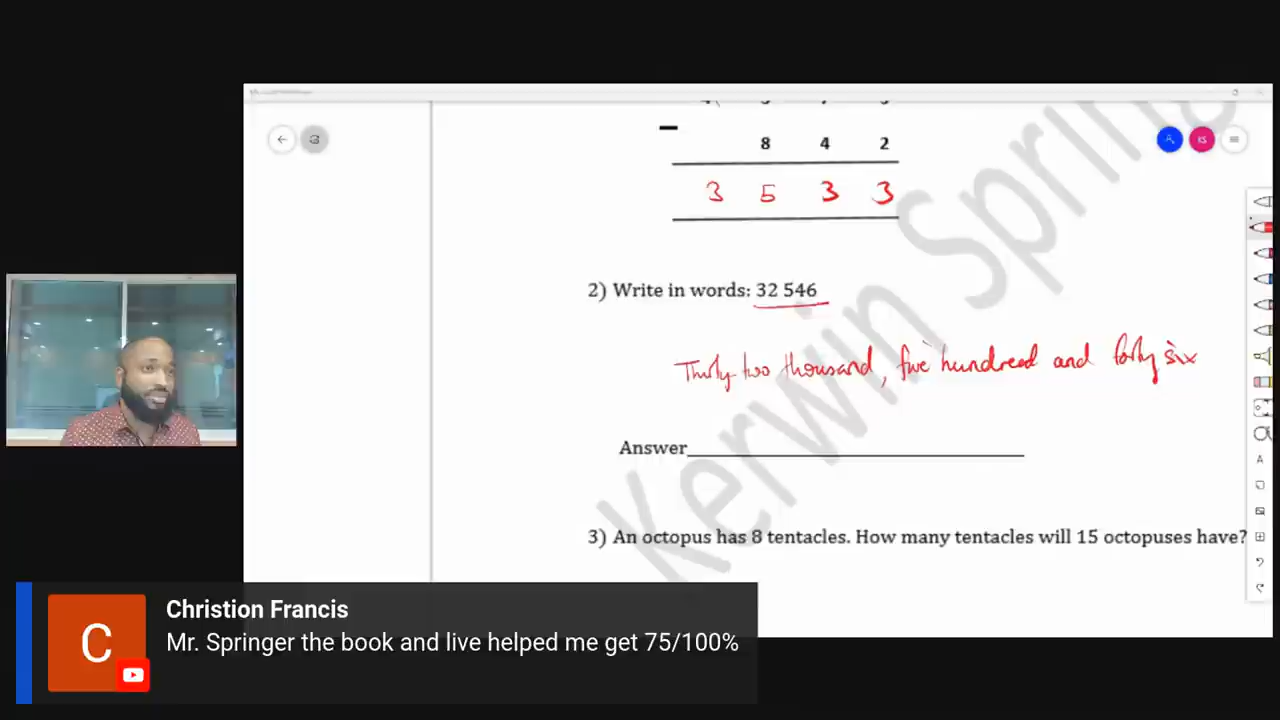 8 4 2
3 5 3 3
2) Write in words: 32 546
Thirty-two thousand, five hundred and forty six
Answer
3) An octopus has 8 tentacles. How many tentacles will 15 octopuses have?
Kerwin Spring
KS
A
C
Christion Francis
Mr. Springer the book and live helped me get 75/100%